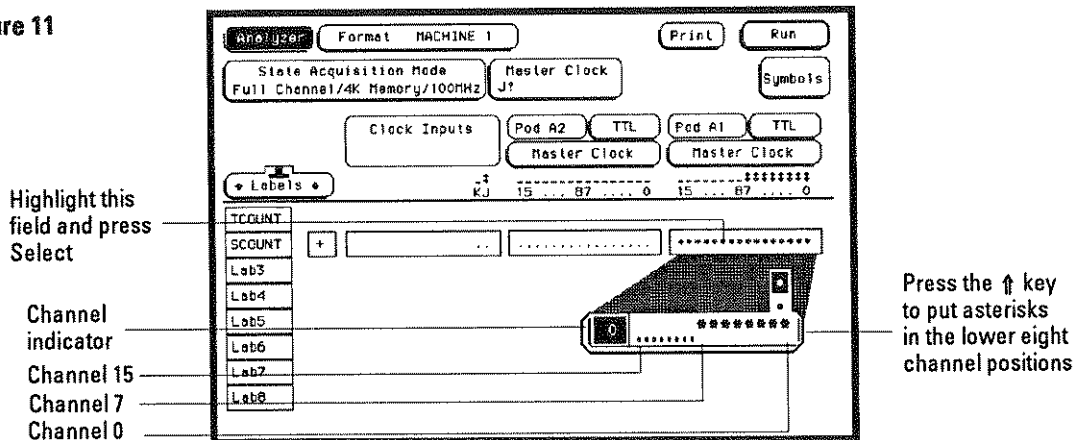 re 11
Analyzer Format MACHINE 1 Print Run
State Acquisition Mode
Full Channel/4K Memory/100MHz
Master Clock
J↑
Symbols
Clock Inputs
Pod A2 TTL
Master Clock
Pod A1 TTL
Master Clock
Labels
KJ 15 .... 87 .... 0 15 ... 87 .... 0
Highlight this
field and press
Select
TCOUNT
SCOUNT + .. ................ ****************
Lab3
Lab4
Lab5
Lab6
Lab7
Lab8
0 ........ ********
Channel
indicator
Channel 15
Channel 7
Channel 0
Press the ⇑ key
to put asterisks
in the lower eight
channel positions